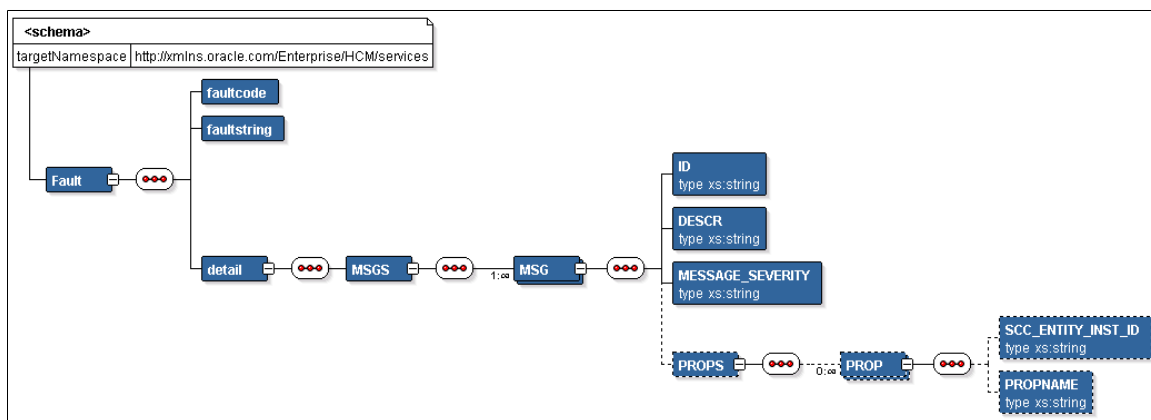 <schema>
targetNamespace http://xmlns.oracle.com/Enterprise/HCM/services
faultcode
faultstring
Fault
detail
MSGS
1:∞
MSG
ID
type xs:string
DESCR
type xs:string
MESSAGE_SEVERITY
type xs:string
PROPS
0:∞
PROP
SCC_ENTITY_INST_ID
type xs:string
PROPNAME
type xs:string